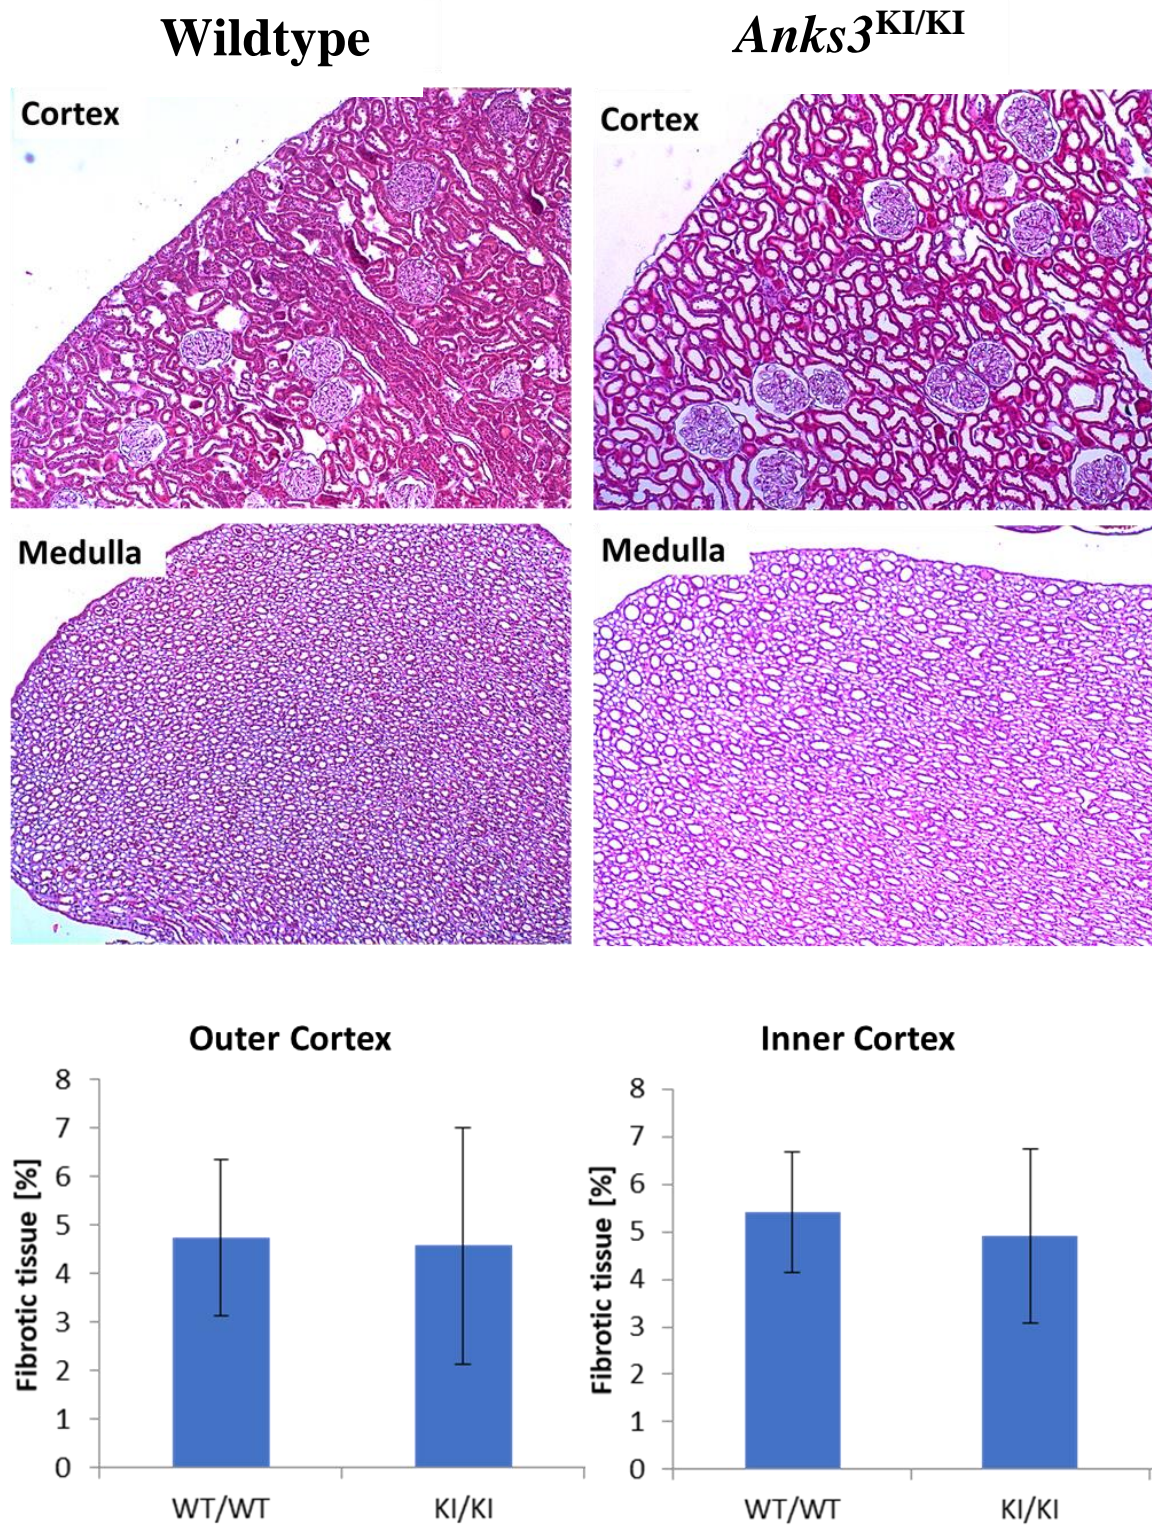 Wildtype
Anks3KI/KI
Cortex
Cortex
Medulla
Medulla
Outer Cortex
Fibrotic tissue [%]
8
7
6
5
4
3
2
1
0
WT/WT KI/KI
Inner Cortex
Fibrotic tissue [%]
8
7
6
5
4
3
2
1
0
WT/WT KI/KI